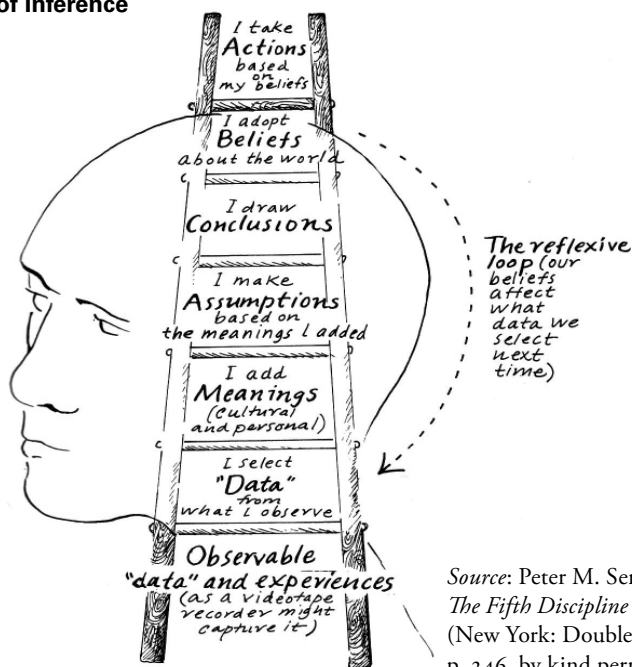 of Inference
I take
Actions
based
on
my beliefs
I adopt
Beliefs
about the world
I draw
Conclusions
I make
Assumptions
based on
the meanings I added
I add
Meanings
(cultural
and personal)
I select
"Data"
from
what I observe
Observable
"data" and experiences
(as a videotape
recorder might
capture it)
The reflexive
loop (our
beliefs
affect
what
data we
select
next
time)
Source: Peter M. Sen
The Fifth Discipline
(New York: Double
p. 246, by kind per